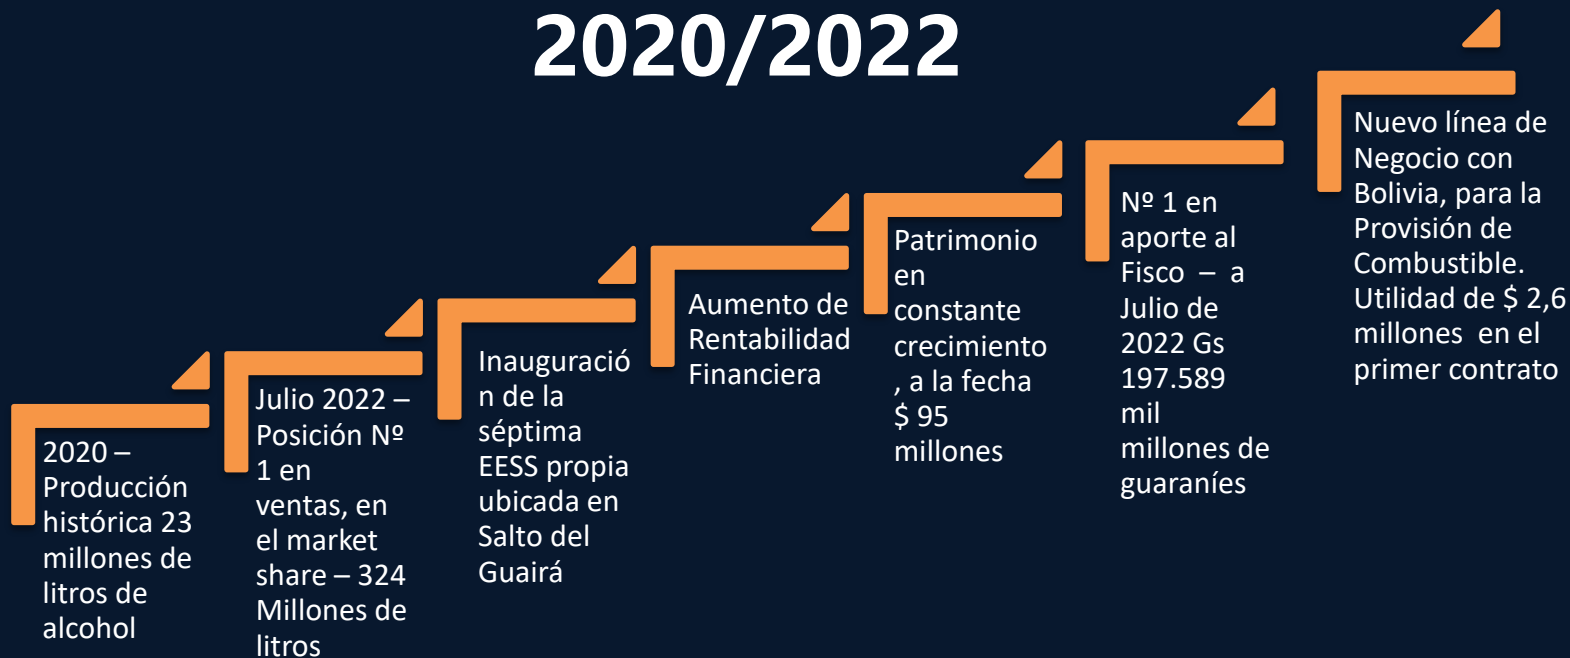 2020/2022
2020 –
Producción
histórica 23
millones de
litros de
alcohol
Julio 2022 –
Posición Nº
1 en
ventas, en
el market
share – 324
Millones de
litros
Inauguració
n de la
séptima
EESS propia
ubicada en
Salto del
Guairá
Aumento de
Rentabilidad
Financiera
Patrimonio
en
constante
crecimiento
, a la fecha
$ 95
millones
Nº 1 en
aporte al
Fisco – a
Julio de
2022 Gs
197.589
mil
millones de
guaraníes
Nuevo línea de
Negocio con
Bolivia, para la
Provisión de
Combustible.
Utilidad de $ 2,6
millones en el
primer contrato